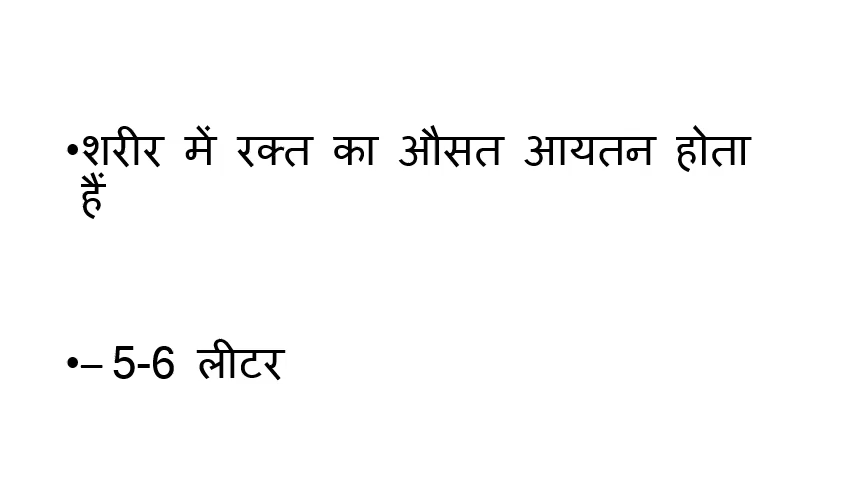 •शरीर में रक्त का औसत आयतन होता
हैं
•– 5-6 लीटर